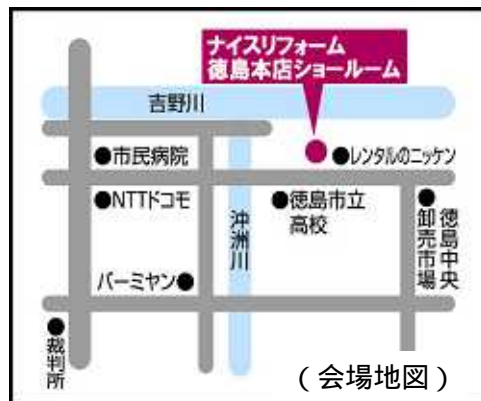 ナイスリフォーム
徳島本店ショールーム
吉野川
●市民病院
●レンタルのニッケン
●NTTドコモ
●徳島市立
高校
沖洲川
●徳島中央
卸売市場
バーミヤン●
●裁判所
(会場地図)